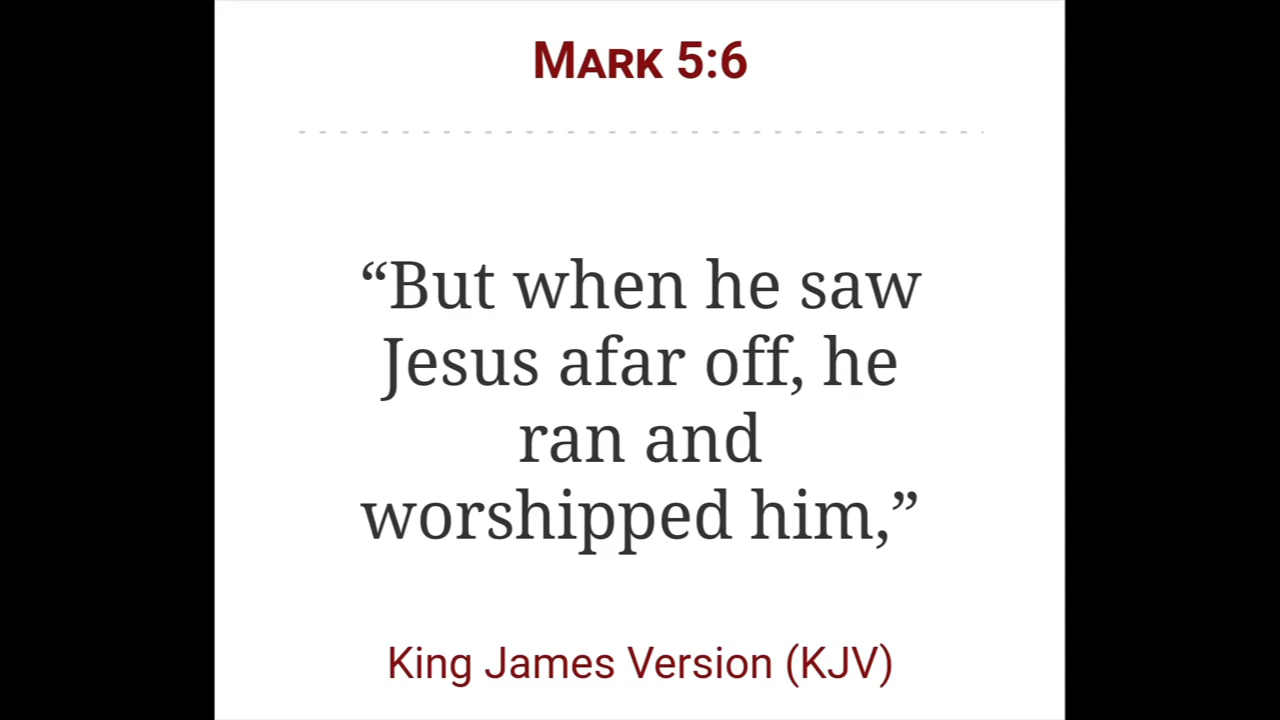 Mark 5:6
“But when he saw
Jesus afar off, he
ran and
worshipped him,”
King James Version (KJV)